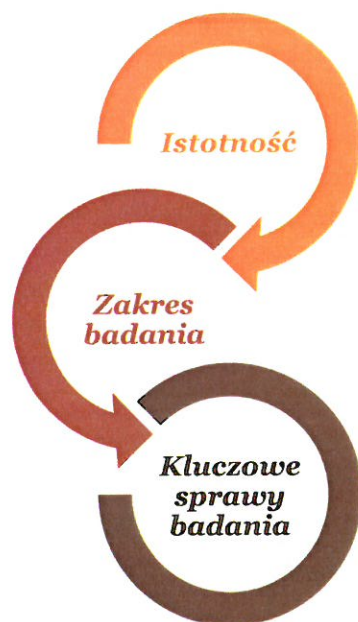 Istotność
Zakres
badania
Kluczowe
sprawy
badania